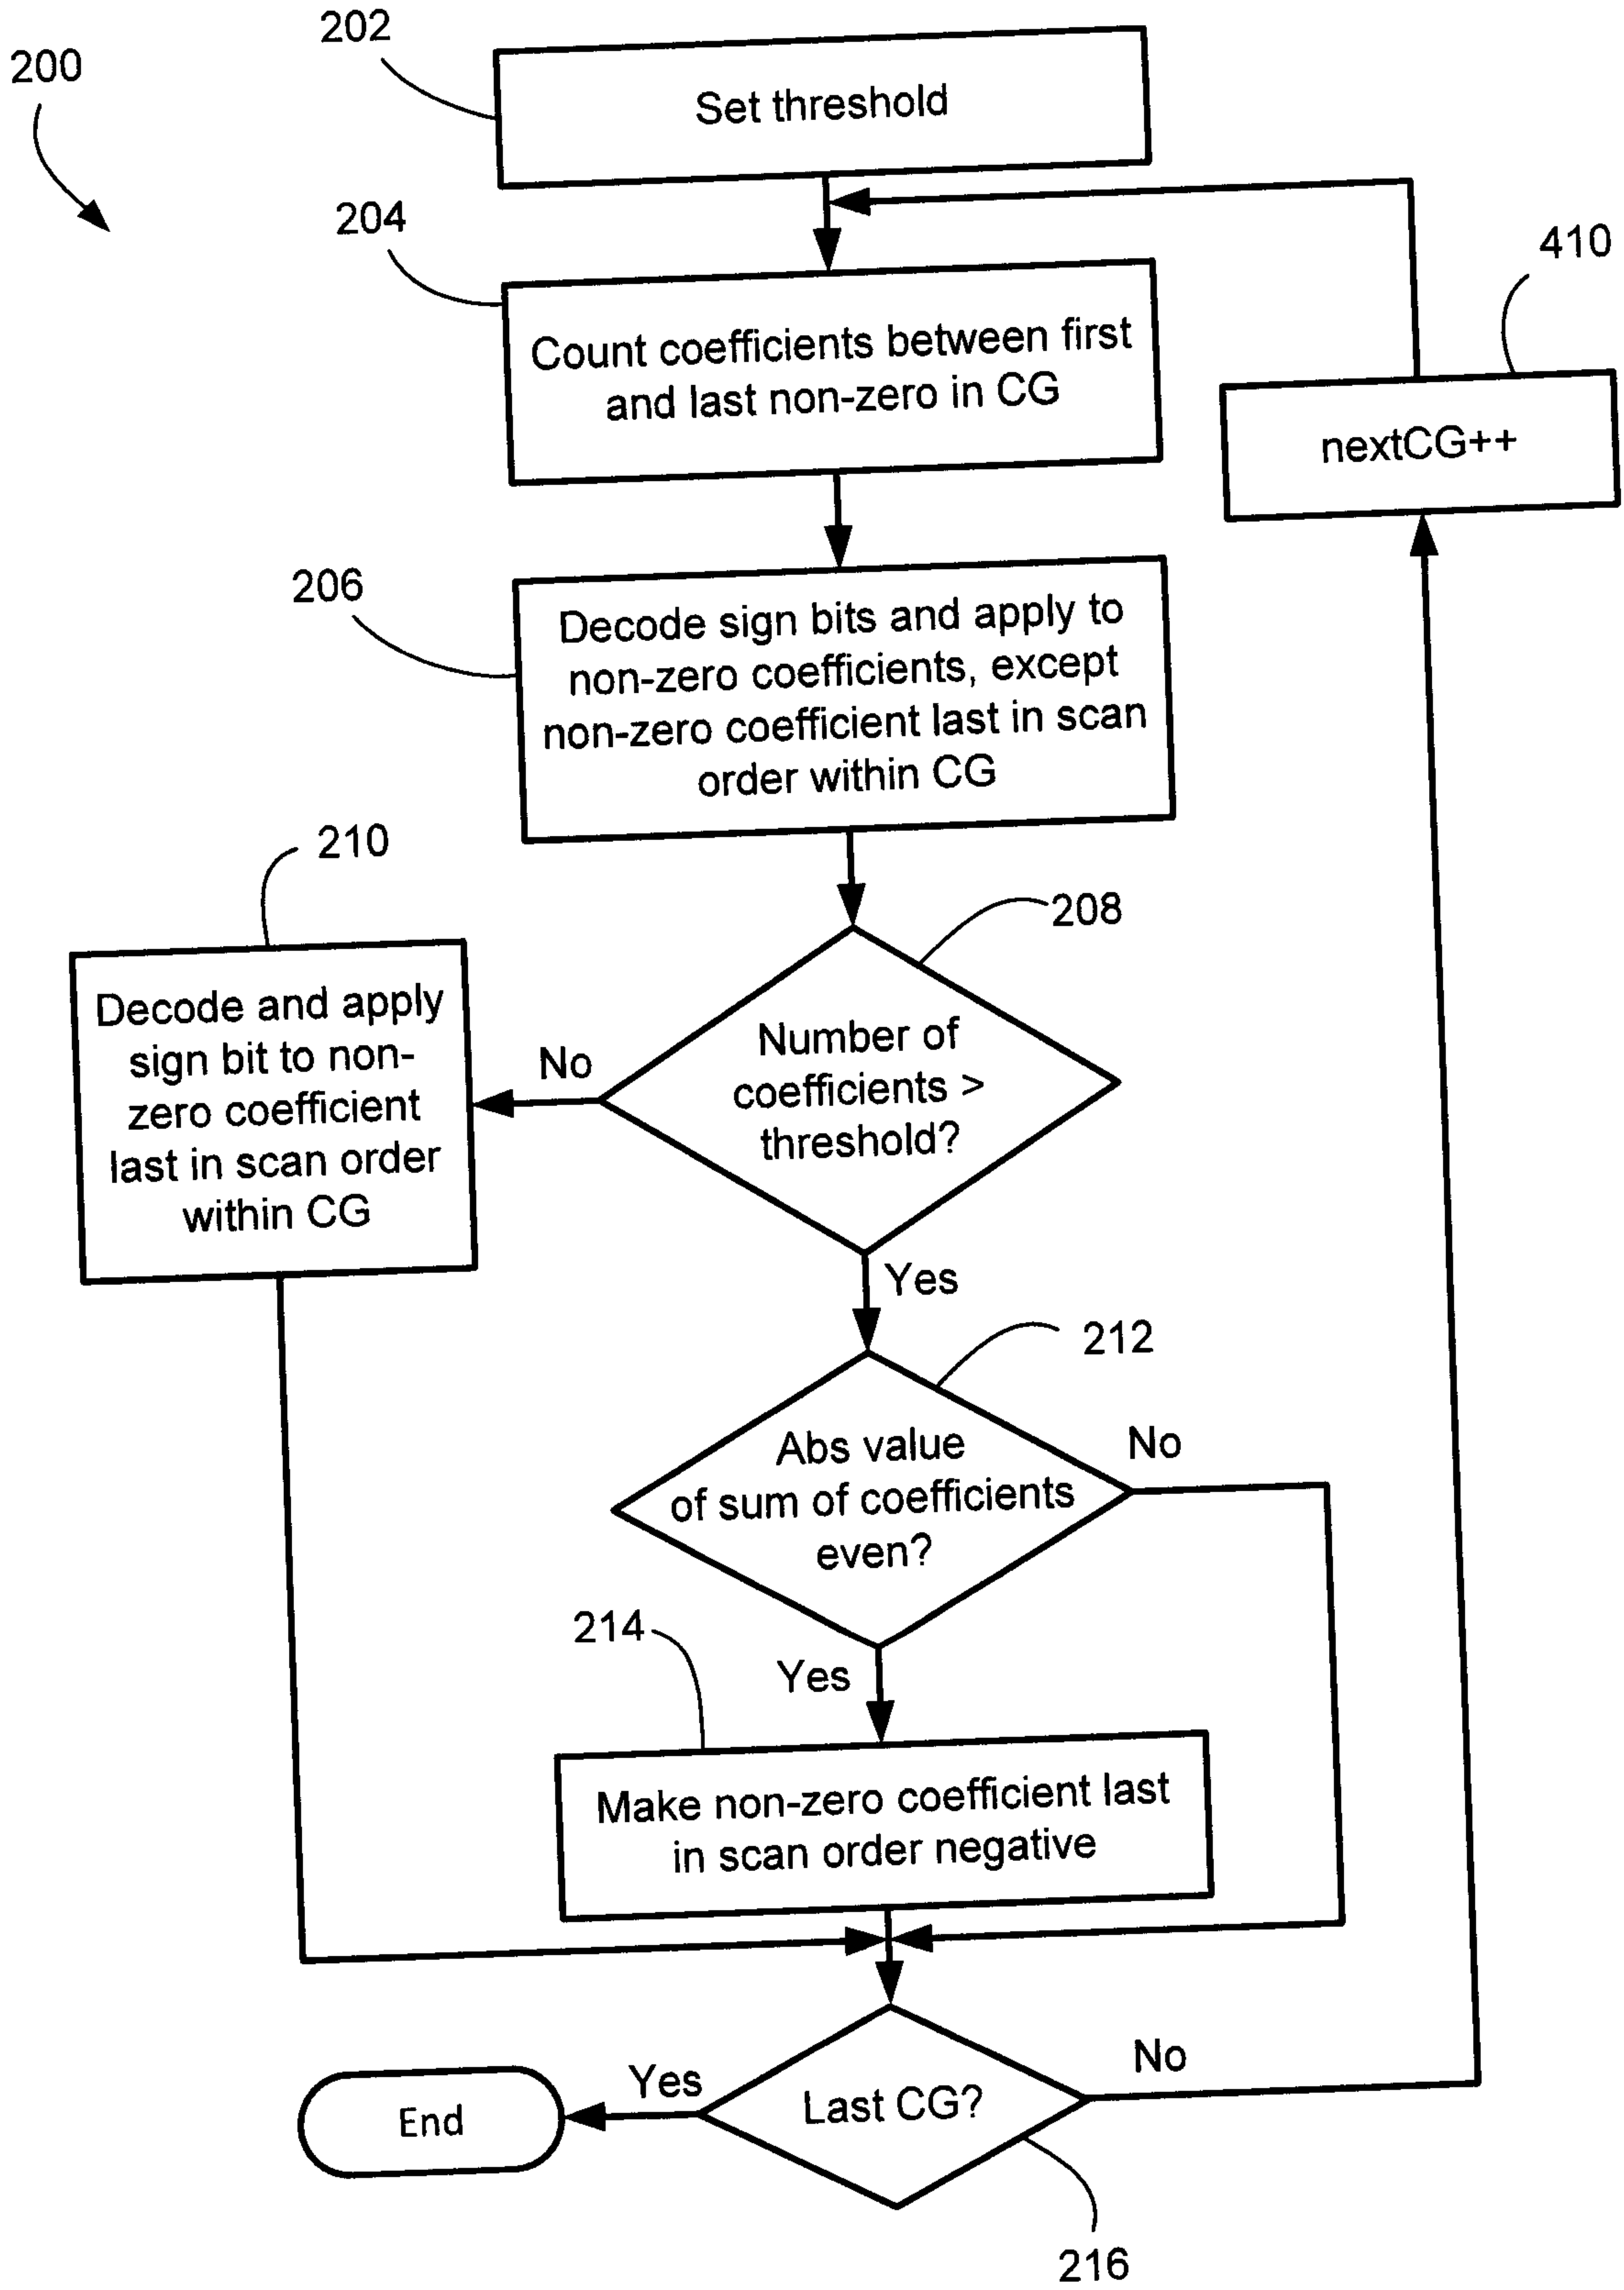 202
200
Set threshold
204
410
Count coefficients between first
and last non-zero in CG
nextCG++
206
Decode sign bits and apply to
non-zero coefficients, except
non-zero coefficient last in scan
order within CG
210
208
Decode and apply
sign bit to non-
zero coefficient
last in scan order
within CG
No
Number of
coefficients >
threshold?
Yes
212
Abs value
of sum of coefficients
even?
No
214
Yes
Make non-zero coefficient last
in scan order negative
No
Yes
Last CG?
End
216